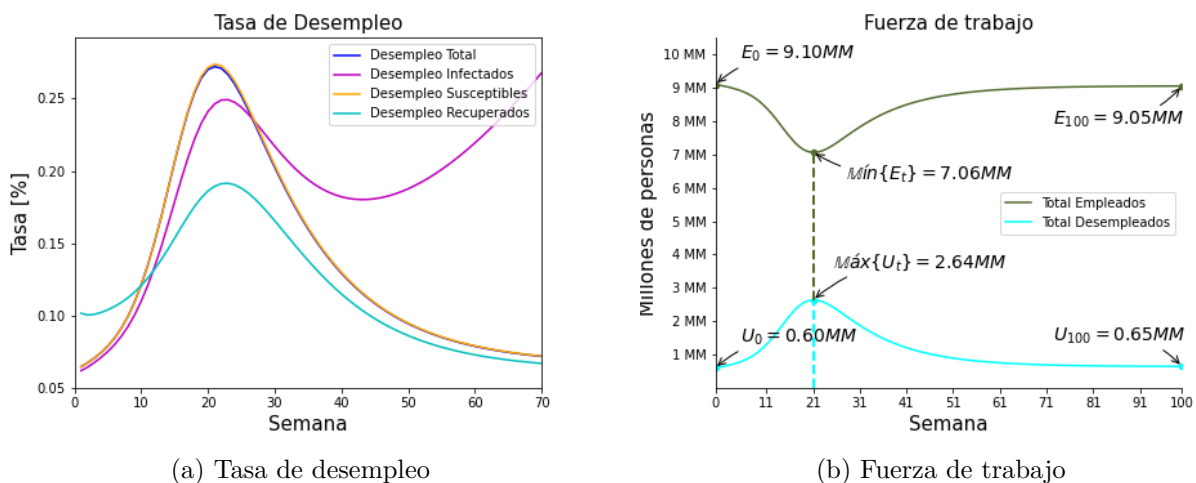 Tasa de Desempleo
Tasa [%]
0.25
0.20
0.15
0.10
0.05
0 10 20 30 40 50 60 70
Semana
Desempleo Total
Desempleo Infectados
Desempleo Susceptibles
Desempleo Recuperados
(a) Tasa de desempleo
Fuerza de trabajo
Millones de personas
10 MM
9 MM
8 MM
7 MM
6 MM
5 MM
4 MM
3 MM
2 MM
1 MM
0 11 21 31 41 51 61 71 81 91 100
Semana
E₀ = 9.10MM
E₁₀₀ = 9.05MM
Mín{Eₜ} = 7.06MM
Total Empleados
Total Desempleados
Máx{Uₜ} = 2.64MM
U₀ = 0.60MM
U₁₀₀ = 0.65MM
(b) Fuerza de trabajo